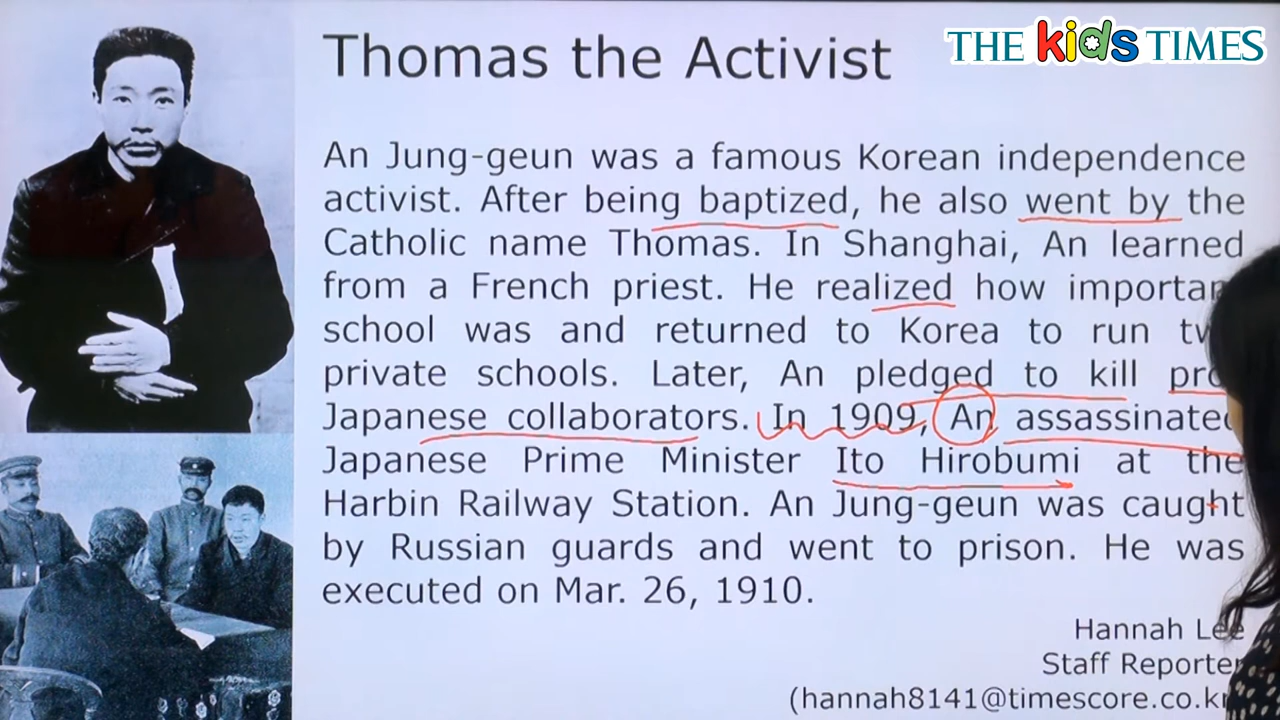 THE kids TIMES
Thomas the Activist
An Jung-geun was a famous Korean independence
activist. After being baptized, he also went by the
Catholic name Thomas. In Shanghai, An learned
from a French priest. He realized how important
school was and returned to Korea to run
private schools. Later, An pledged to kill pro
Japanese collaborators. In 1909, An assassinated
Japanese Prime Minister Ito Hirobumi at the
Harbin Railway Station. An Jung-geun was caught
by Russian guards and went to prison. He was
executed on Mar. 26, 1910.
Hannah Lee
Staff Reporter
(hannah8141@timescore.co.kr